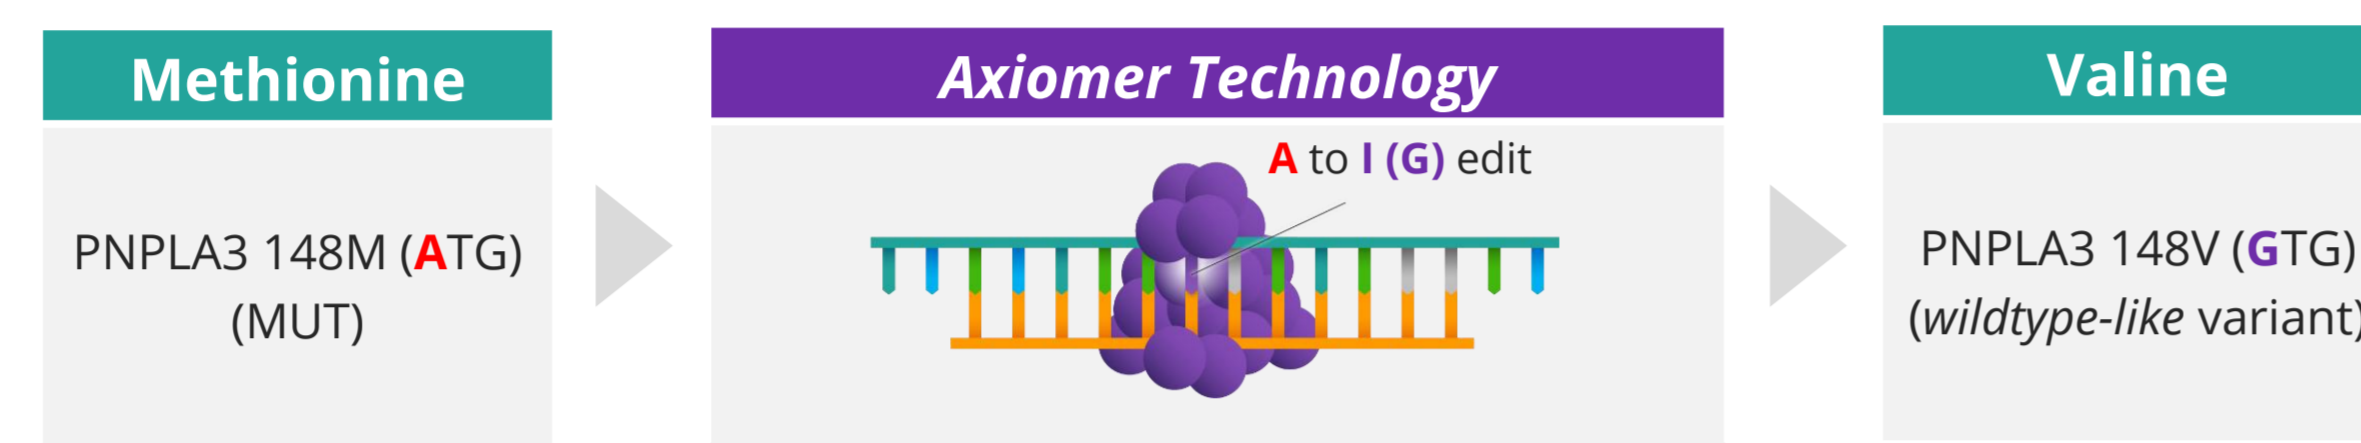 Methionine
PNPLA3 148M (ATG)
(MUT)
Axiomer Technology
A to I (G) edit
Valine
PNPLA3 148V (GTG)
(wildtype-like variant)